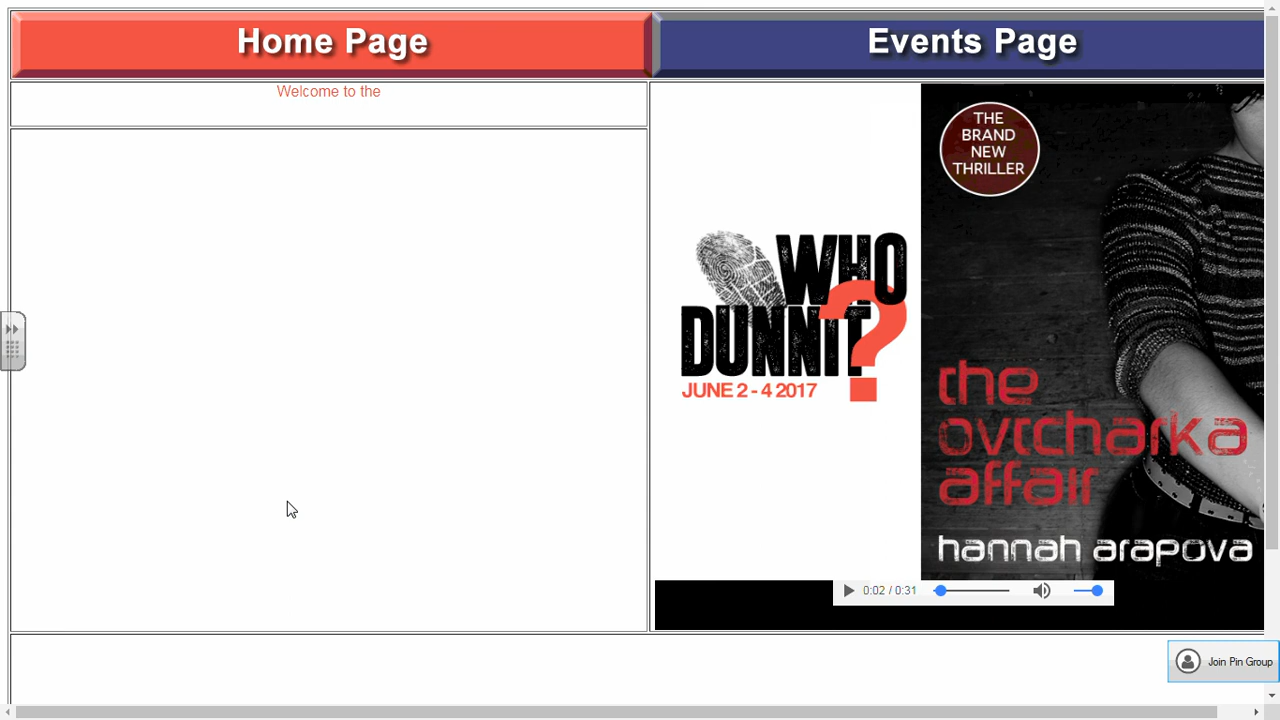 Home Page
Events Page
Welcome to the
THE
BRAND
NEW
THRILLER
WHO
DUNNIT?
JUNE 2 - 4 2017
the
ovtcharka
affair
hannah arapova
0:02 / 0:31
Join Pin Group